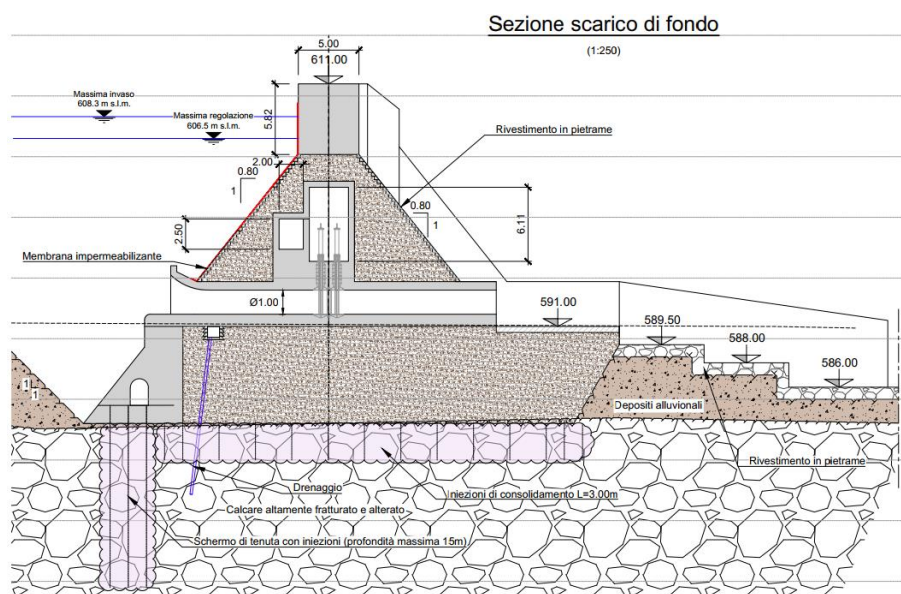 Sezione scarico di fondo
(1:250)
5.00
611.00
Massima invaso
608.3 m s.l.m.
Massima regolazione
606.5 m s.l.m.
5.82
Rivestimento in pietrame
2.00
0.80
1
0.80
1
6.11
2.50
Membrana impermeabilizzante
Ø1.00
591.00
589.50
588.00
586.00
1
1
Depositi alluvionali
Rivestimento in pietrame
Drenaggio
Iniezioni di consolidamento L=3.00m
Calcare altamente fratturato e alterato
Schermo di tenuta con iniezioni (profondità massima 15m)